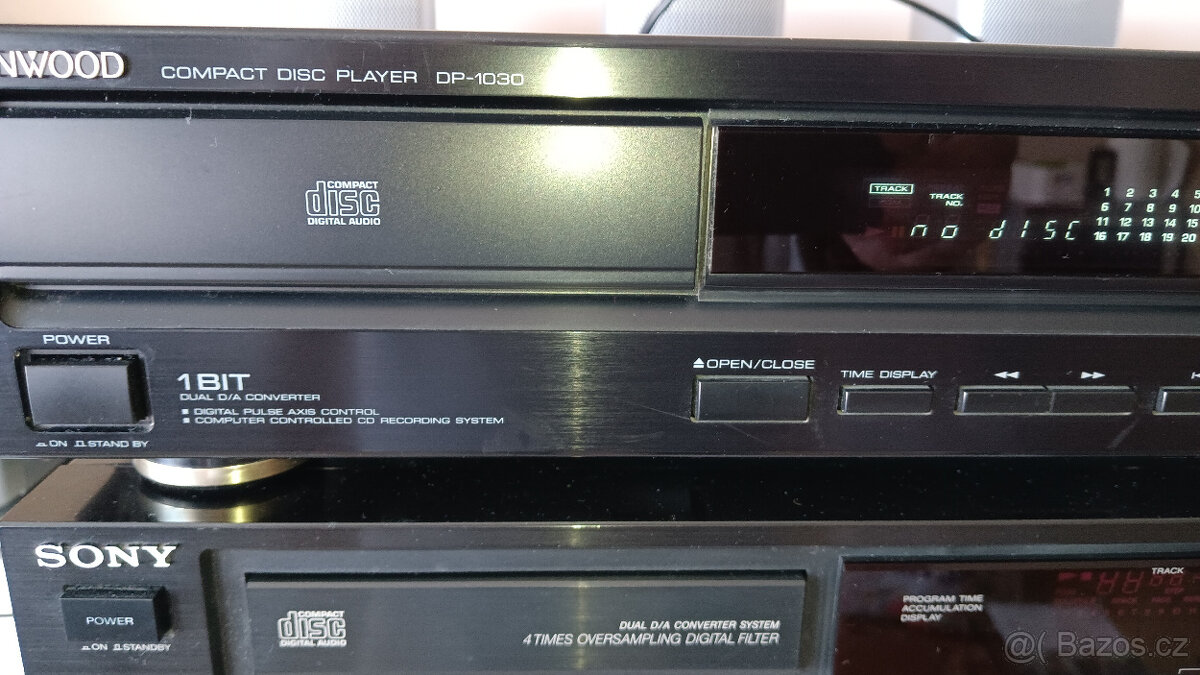 NWOOD COMPACT DISC PLAYER DP-1030
COMPACT
disc
DIGITAL AUDIO
TRACK
TRACK
NO.
no dISC
1 2 3 4 5
6 7 8 9 10
11 12 13 14 15
16 17 18 19 20
POWER
ON STAND BY
1 BIT
DUAL D/A CONVERTER
■ DIGITAL PULSE AXIS CONTROL
■ COMPUTER CONTROLLED CD RECORDING SYSTEM
⏏OPEN/CLOSE
TIME DISPLAY
◀◀ ▶▶
SONY
POWER
ON STANDBY
COMPACT
disc
DIGITAL AUDIO
DUAL D/A CONVERTER SYSTEM
4 TIMES OVERSAMPLING DIGITAL FILTER
PROGRAM TIME
ACCUMULATION
DISPLAY
TRACK
@( Bazos.cz